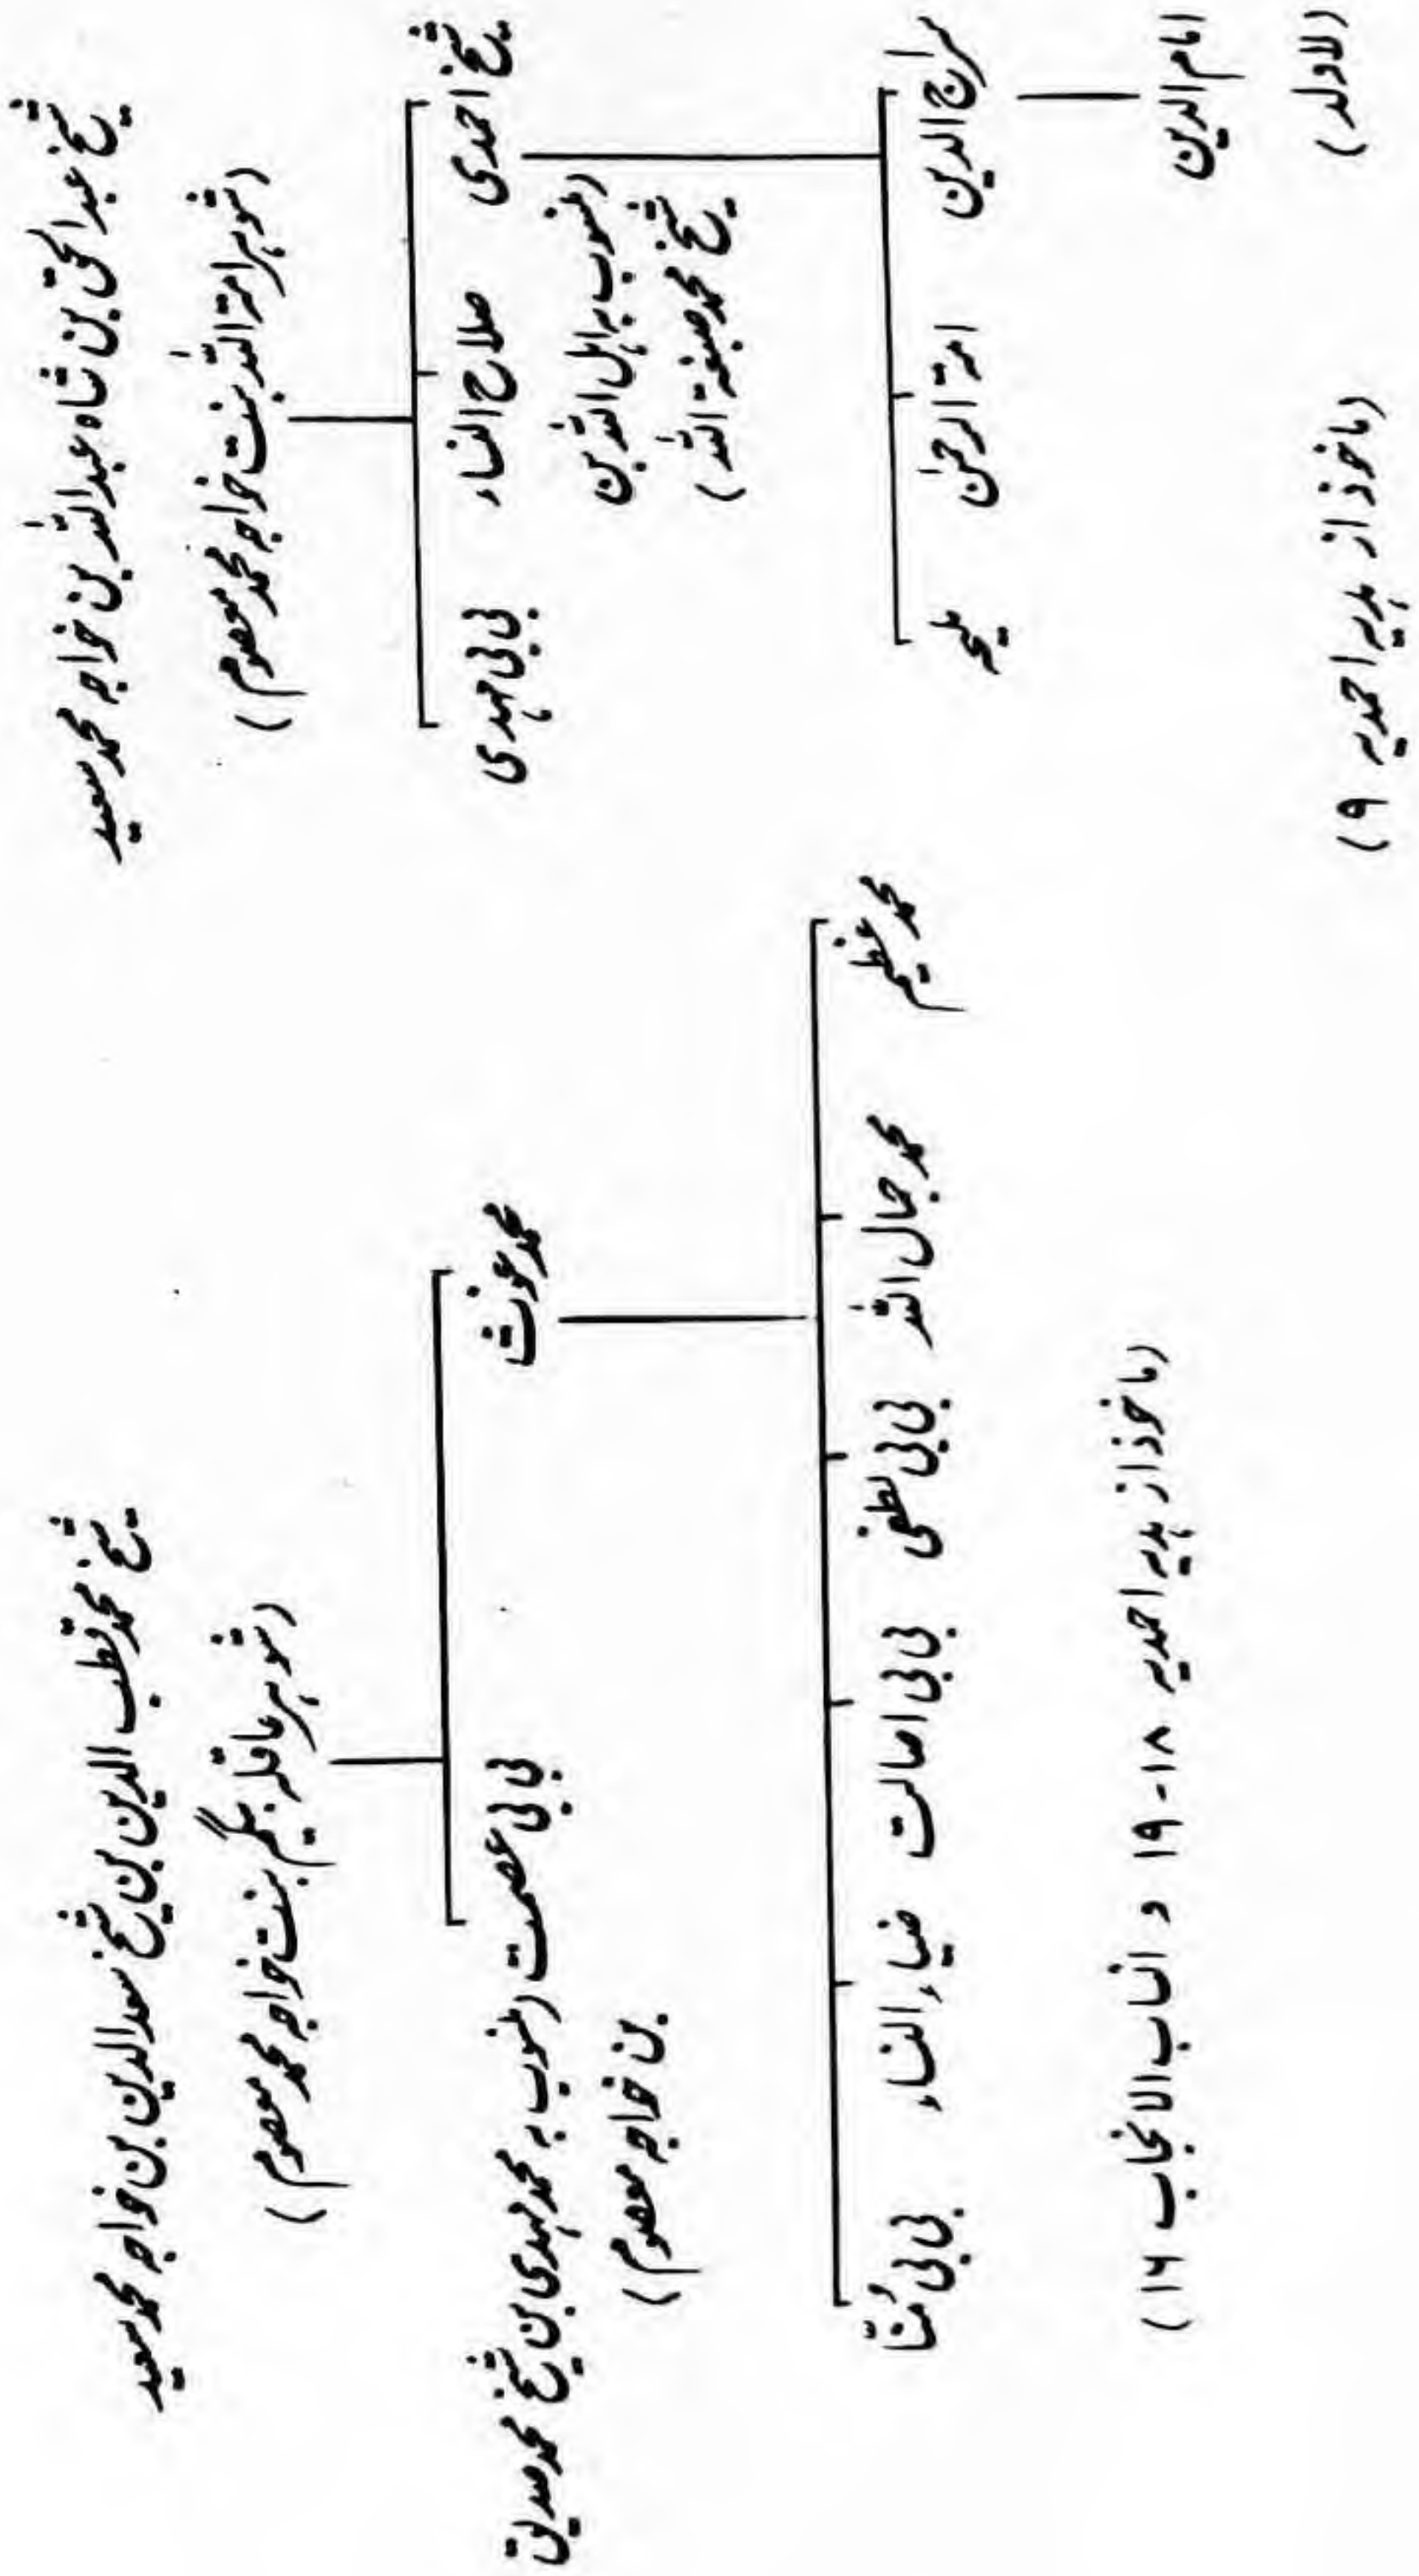 شیخ عبدالحق بن شاہ عبداللہ بن خواجہ محمد سعید
(شوہر امۃ اللہ بنت خواجہ محمد معصوم)
شیخ احمدی صلاح النساء بی بی مہدی
(منسوب بہ اہل اللہ بن
شیخ محمد صبغۃ اللہ)
سراج الدین امۃ الرحمٰن ملیحہ
امام الدین
(لاولد)
(ماخوذ از ہدیہ احمدیہ ۹)
شیخ محمد قطب الدین بن شیخ سعد الدین بن خواجہ محمد سعید
(شوہر عاقلہ بیگم بنت خواجہ محمد معصوم)
محمد غوث بی بی عصمت (منسوب بہ محمد مہدی بن شیخ محمد صدیق
بن خواجہ معصوم)
محمد عظیم محمد جمال اللہ بی بی لطفی بی بی اصالت ضیاء النساء بی بی مُنّا
(ماخوذ از ہدیہ احمدیہ ۱۸-۱۹ و انساب الانجاب ۱۶)